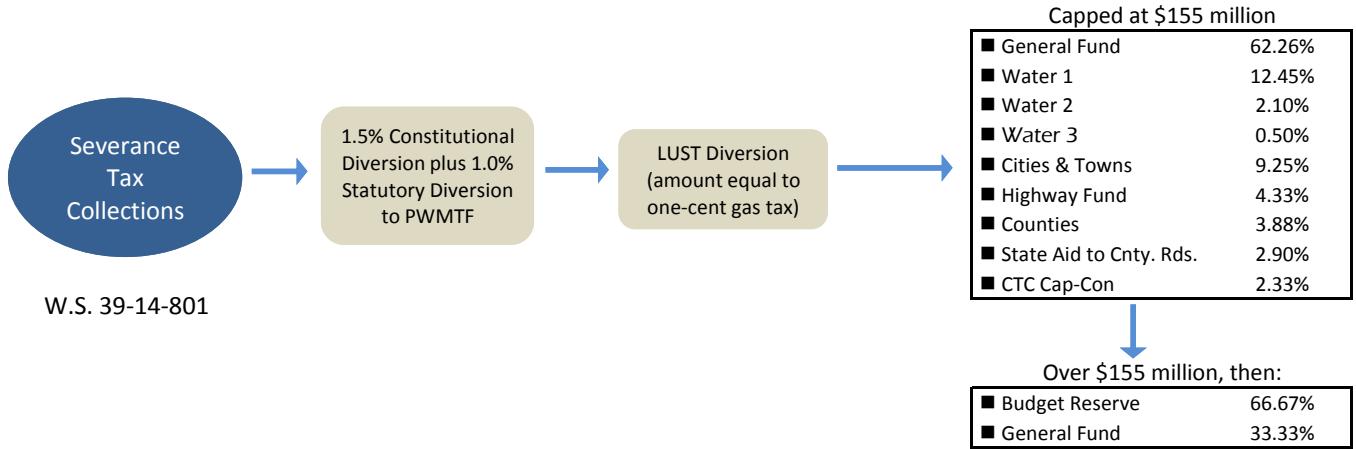 Severance
Tax
Collections
W.S. 39-14-801
1.5% Constitutional
Diversion plus 1.0%
Statutory Diversion
to PWMTF
LUST Diversion
(amount equal to
one-cent gas tax)
Capped at $155 million
■ General Fund 62.26%
■ Water 1 12.45%
■ Water 2 2.10%
■ Water 3 0.50%
■ Cities & Towns 9.25%
■ Highway Fund 4.33%
■ Counties 3.88%
■ State Aid to Cnty. Rds. 2.90%
■ CTC Cap-Con 2.33%
Over $155 million, then:
■ Budget Reserve 66.67%
■ General Fund 33.33%